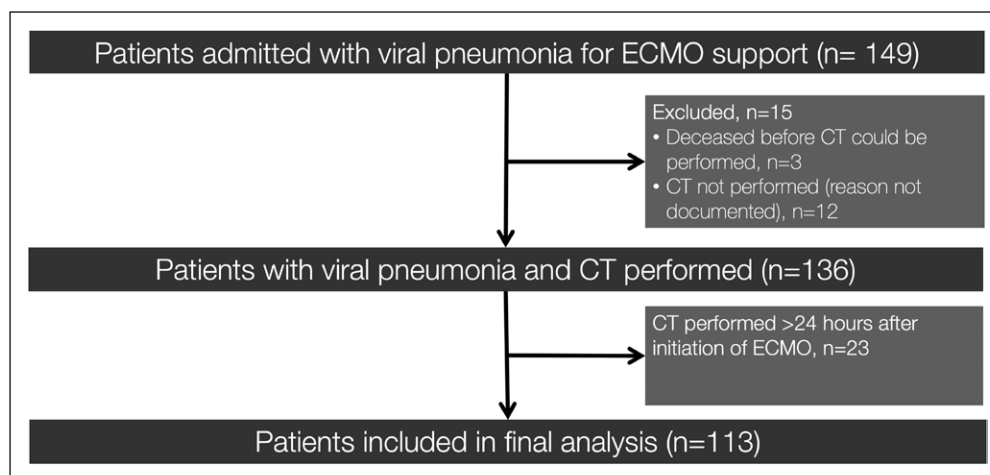 Patients admitted with viral pneumonia for ECMO support (n= 149)
Excluded, n=15
• Deceased before CT could be
performed, n=3
• CT not performed (reason not
documented), n=12
Patients with viral pneumonia and CT performed (n=136)
CT performed >24 hours after
initiation of ECMO, n=23
Patients included in final analysis (n=113)